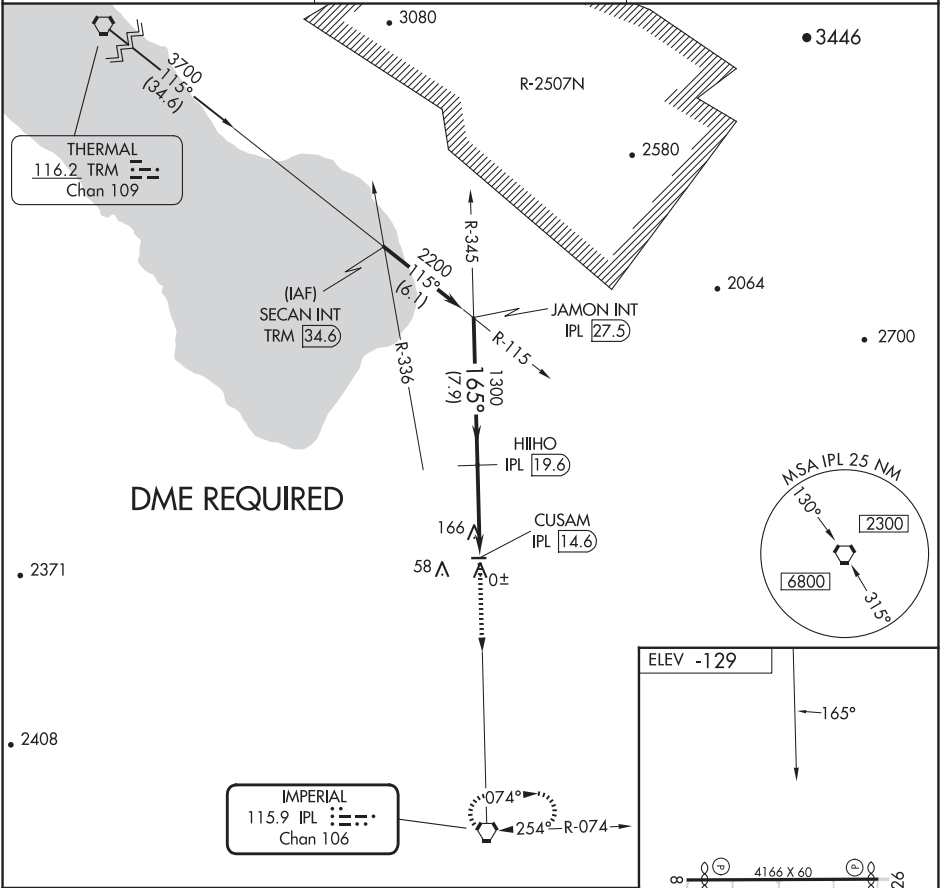 3080
3446
R-2507N
3700
115°
(34.6)
THERMAL
116.2 TRM
Chan 109
2580
R-345
2200
115°
(6.1)
2064
(IAF)
SECAN INT
TRM 34.6
JAMON INT
IPL 27.5
2700
R-336
R-115
1300
165°
(7.9)
HIHO
IPL 19.6
DME REQUIRED
MSA IPL 25 NM
130°
2300
6800
315°
166
CUSAM
IPL 14.6
58
0±
2371
ELEV -129
165°
2408
IMPERIAL
115.9 IPL
Chan 106
074°
254°
R-074
P
P
4166 X 60
8
26